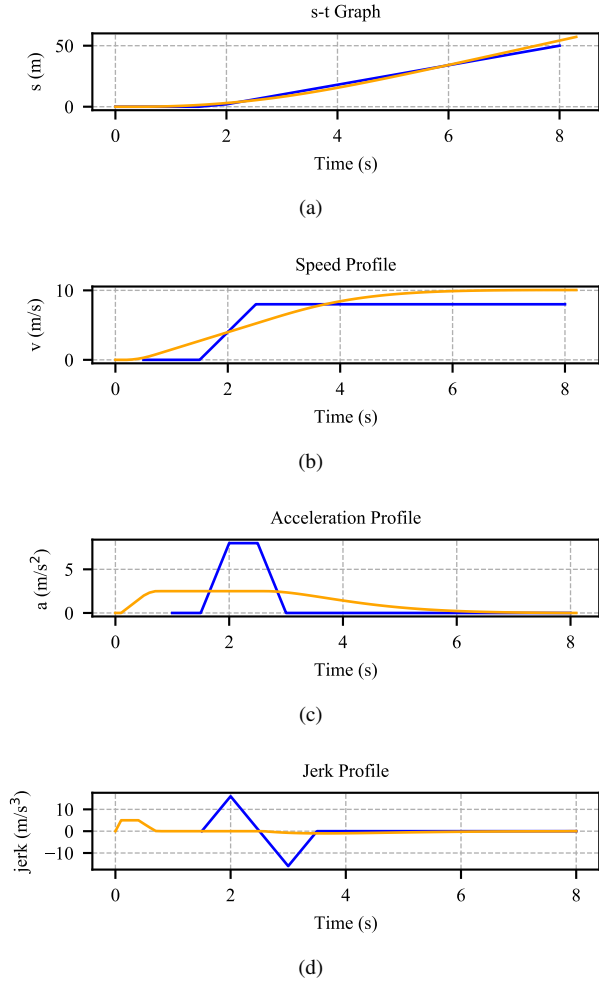 s-t Graph
s (m)
50
0
0 2 4 6 8
Time (s)
(a)
Speed Profile
v (m/s)
10
0
0 2 4 6 8
Time (s)
(b)
Acceleration Profile
a (m/s²)
5
0
0 2 4 6 8
Time (s)
(c)
Jerk Profile
jerk (m/s³)
10
0
−10
0 2 4 6 8
Time (s)
(d)